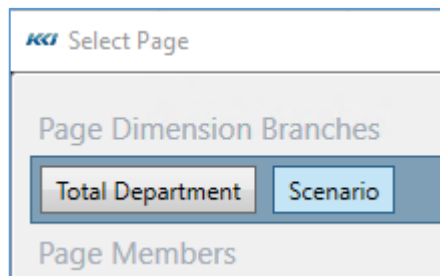 KCI Select Page
Page Dimension Branches
Total Department Scenario
Page Members